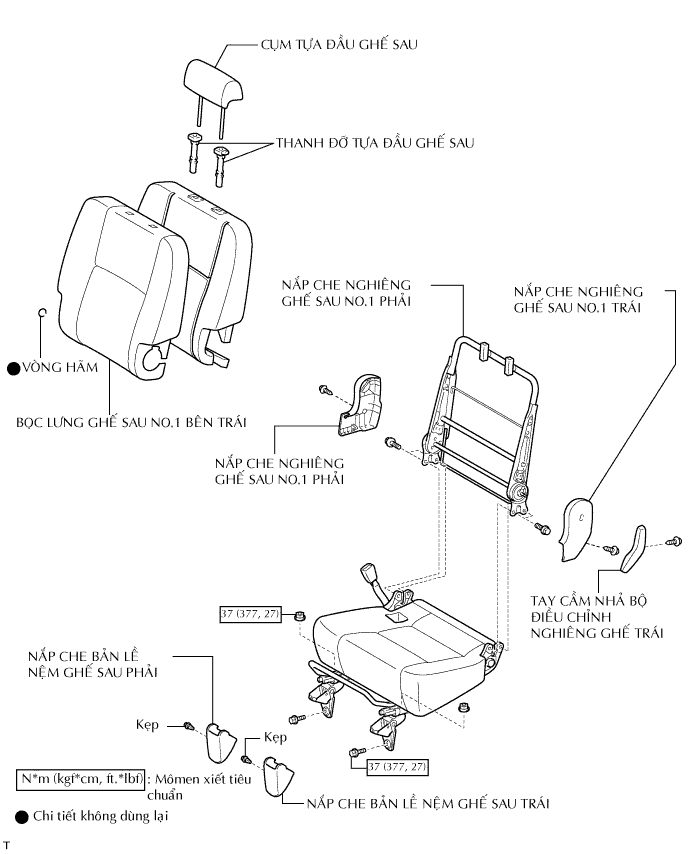 CỤM TỰA ĐẦU GHẾ SAU
THANH ĐỠ TỰA ĐẦU GHẾ SAU
NẮP CHE NGHIÊNG
GHẾ SAU NO.1 PHẢI
NẮP CHE NGHIÊNG
GHẾ SAU NO.1 TRÁI
VÒNG HÃM
BỌC LƯNG GHẾ SAU NO.1 BÊN TRÁI
NẮP CHE NGHIÊNG
GHẾ SAU NO.1 PHẢI
TAY CẦM NHẢ BỘ
ĐIỀU CHỈNH
NGHIÊNG GHẾ TRÁI
37 (377, 27)
NẮP CHE BẢN LỀ
NỆM GHẾ SAU PHẢI
Kẹp
Kẹp
37 (377, 27)
N*m (kgf*cm, ft.*lbf) : Mômen xiết tiêu
chuẩn
NẮP CHE BẢN LỀ NỆM GHẾ SAU TRÁI
Chi tiết không dùng lại
T